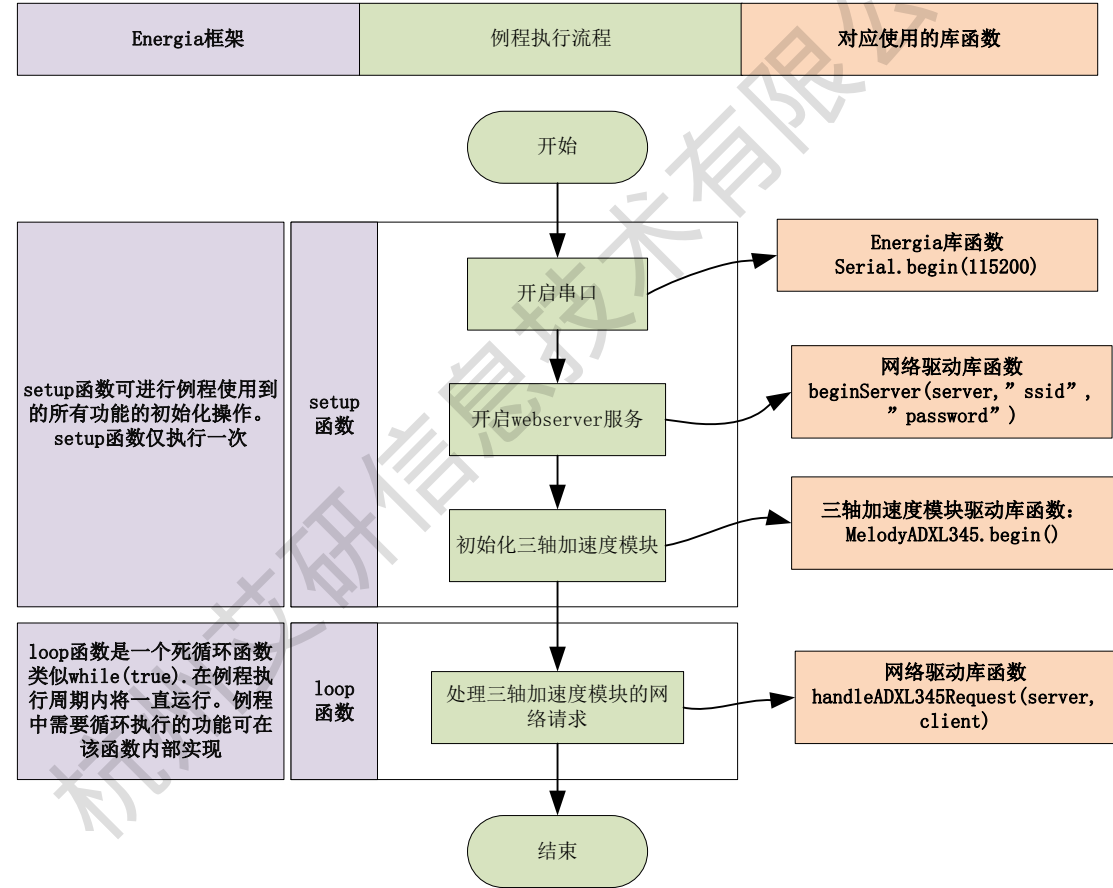 Energia框架
例程执行流程
对应使用的库函数
开始
setup函数可进行例程使用到
的所有功能的初始化操作。
setup函数仅执行一次
setup
函数
开启串口
Energia库函数
Serial.begin(115200)
开启webserver服务
网络驱动库函数
beginServer(server,” ssid”,
” password”)
初始化三轴加速度模块
三轴加速度模块驱动库函数:
MelodyADXL345.begin()
loop函数是一个死循环函数
类似while(true).在例程执
行周期内将一直运行。例程
中需要循环执行的功能可在
该函数内部实现
loop
函数
处理三轴加速度模块的网
络请求
网络驱动库函数
handleADXL345Request(server,
client)
结束
杭州艾研信息技术有限公